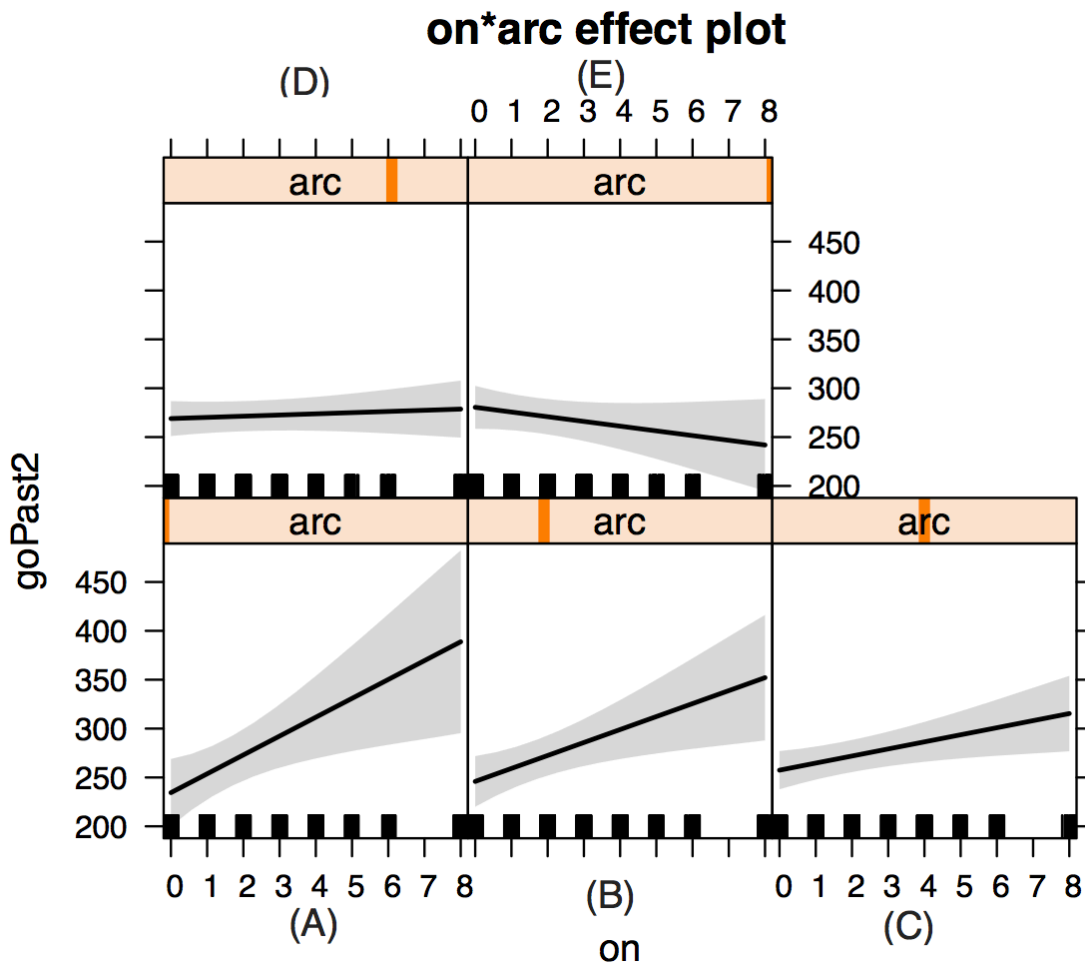 on*arc effect plot
(D) (E)
0 1 2 3 4 5 6 7 8
arc arc
450
400
350
300
250
200
goPast2
arc arc arc
450
400
350
300
250
200
0 1 2 3 4 5 6 7 8 0 1 2 3 4 5 6 7 8
(A) (B) (C)
on